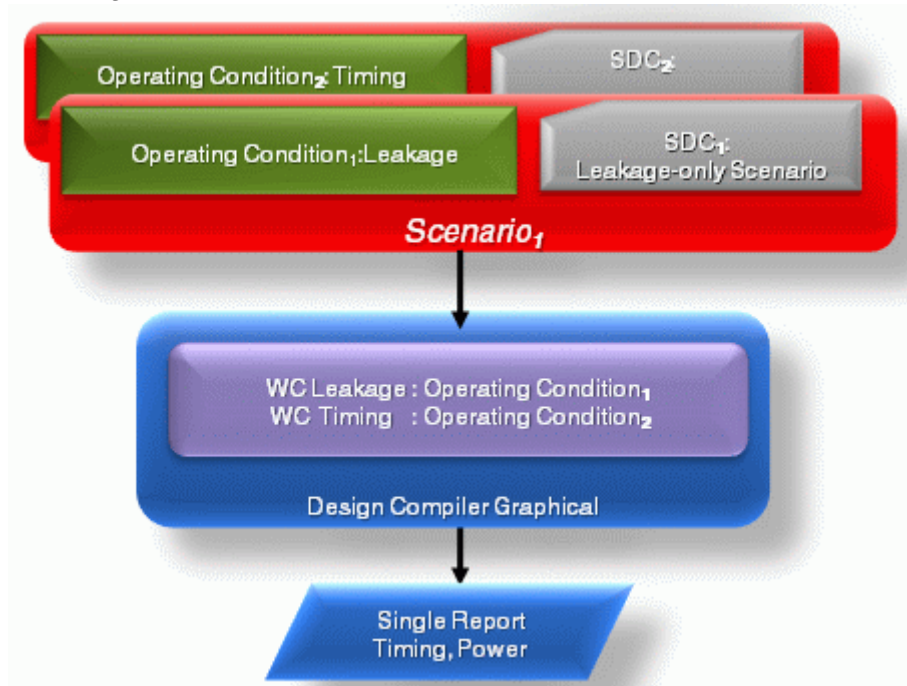 Operating Condition₂: Timing
SDC₂:
Operating Condition₁:Leakage
SDC₁:
Leakage-only Scenario
Scenario₁
WC Leakage : Operating Condition₁
WC Timing : Operating Condition₂
Design Compiler Graphical
Single Report
Timing, Power